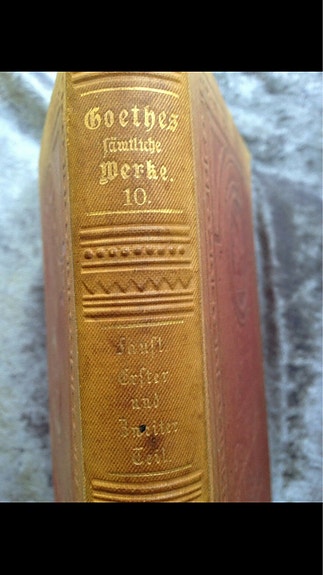 Goethes
ſämtliche
Werke.
10.
Fauſt.
Erſter
und
Zweiter
Teil.